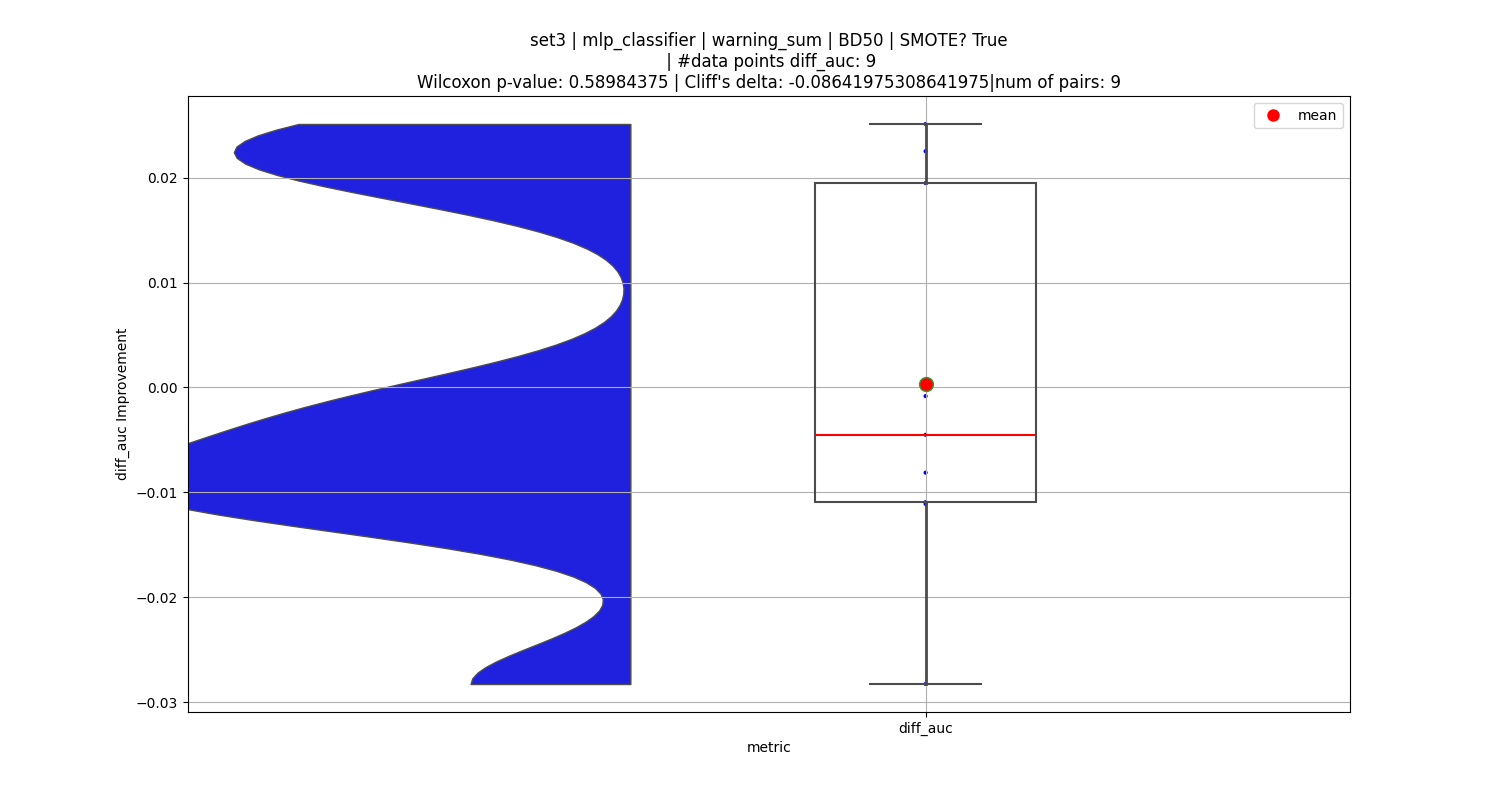 set3 | mlp_classifier | warning_sum | BD50 | SMOTE? True
| #data points diff_auc: 9
Wilcoxon p-value: 0.58984375 | Cliff's delta: -0.08641975308641975|num of pairs: 9
mean
0.02
0.01
0.00
−0.01
−0.02
−0.03
diff_auc Improvement
diff_auc
metric